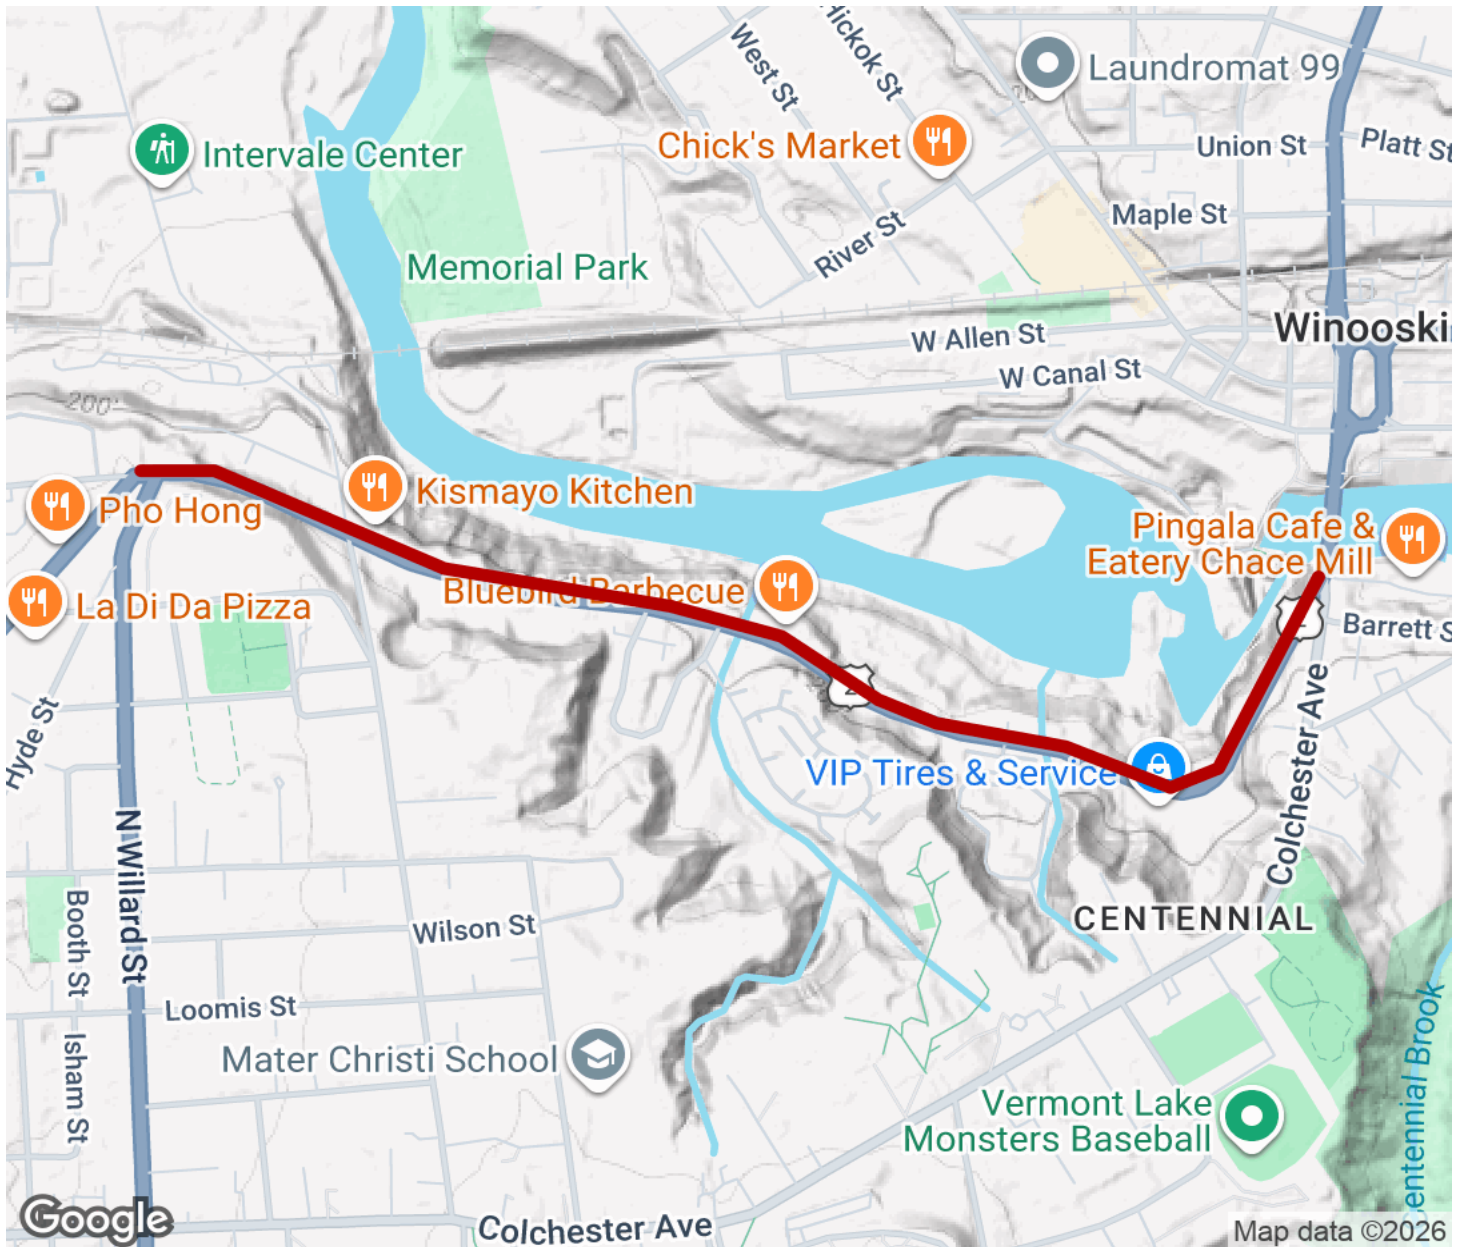 Hickok St
West St
Laundromat 99
Chick's Market
Union St
Platt St
Intervale Center
Maple St
River St
Memorial Park
Winooski
W Allen St
W Canal St
200'
Kismayo Kitchen
Pho Hong
Pingala Cafe &
Eatery Chace Mill
Bluebird Barbecue
La Di Da Pizza
Barrett S
2
Hyde St
Colchester Ave
VIP Tires & Service
N Willard St
Booth St
Wilson St
CENTENNIAL
Loomis St
Isham St
Mater Christi School
Centennial Brook
Vermont Lake
Monsters Baseball
Google
Colchester Ave
Map data ©2026